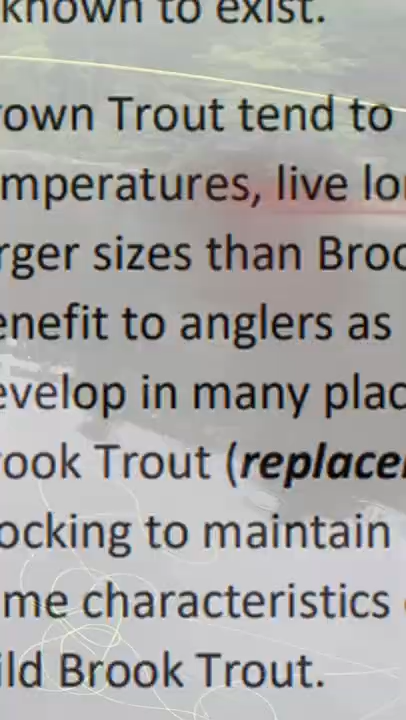 known to exist.
rown Trout tend to
mperatures, live lo
rger sizes than Broo
enefit to anglers as
evelop in many plac
rook Trout (replace
ocking to maintain
me characteristics
ild Brook Trout.